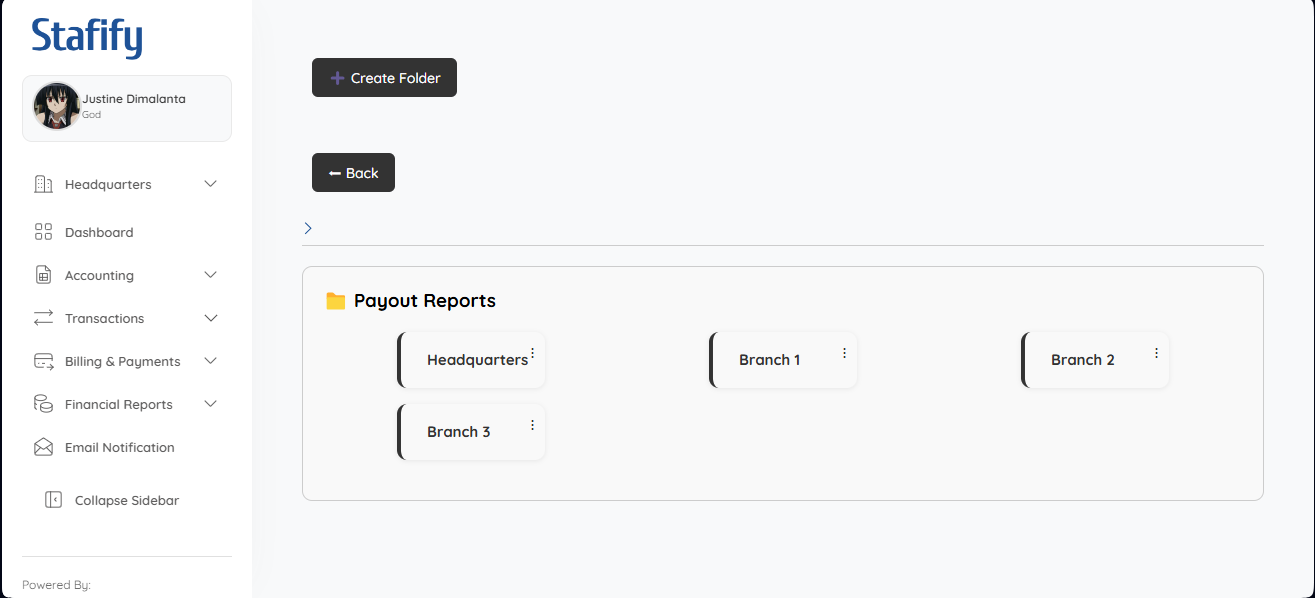 Stafify
Justine Dimalanta
God
Headquarters
Dashboard
Accounting
Transactions
Billing & Payments
Financial Reports
Email Notification
Collapse Sidebar
Powered By:
Create Folder
Back
Payout Reports
Headquarters
Branch 1
Branch 2
Branch 3